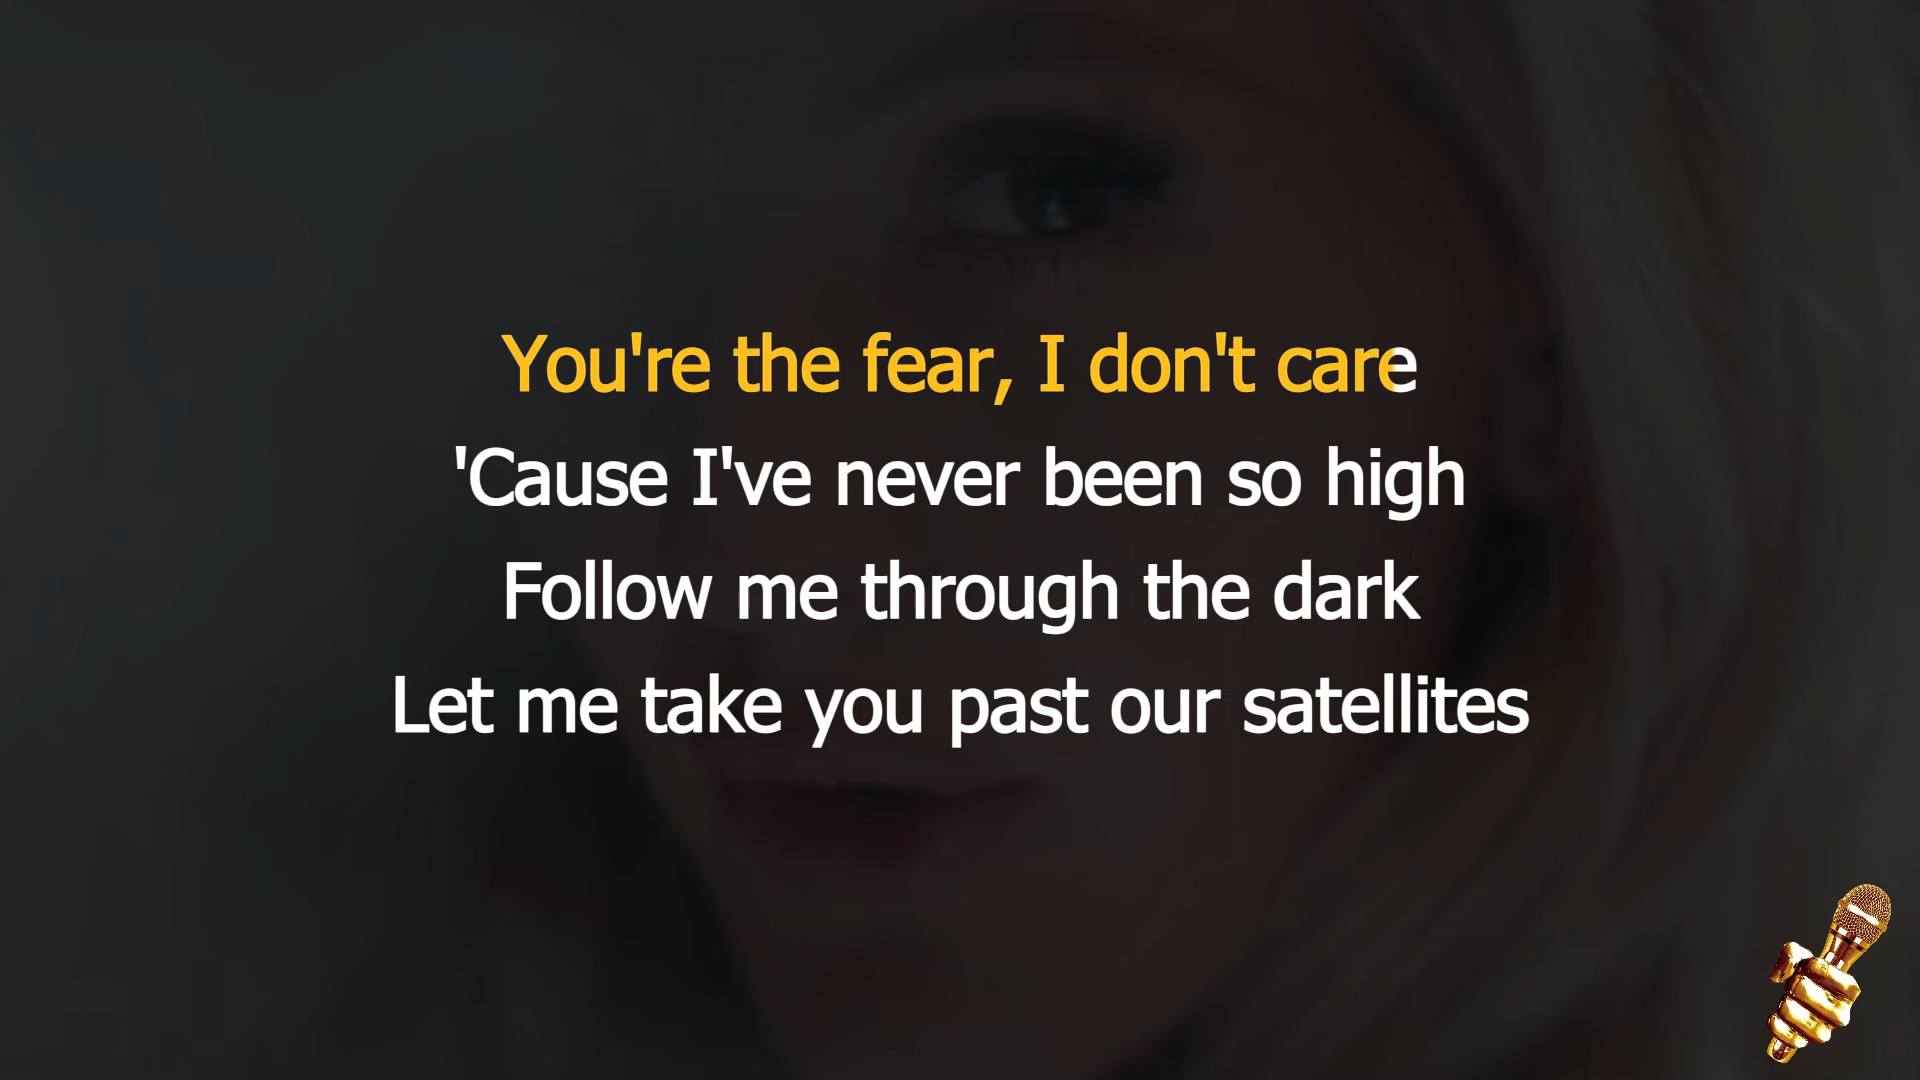 You're the fear, I don't care
'Cause I've never been so high
Follow me through the dark
Let me take you past our satellites